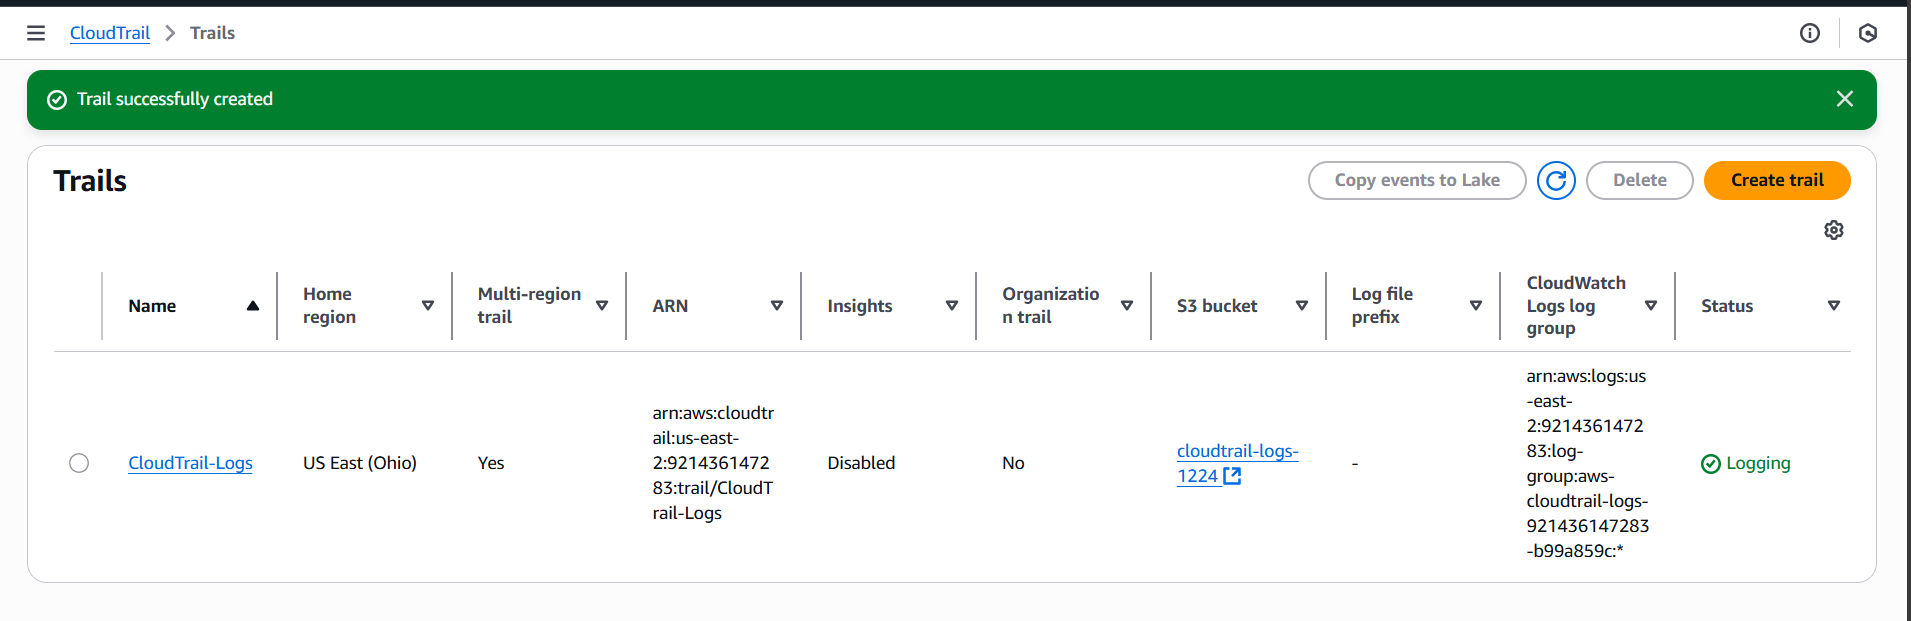 CloudTrail > Trails
Trail successfully created
Trails
Copy events to Lake
Delete
Create trail
Name
Home
region
Multi-region
trail
ARN
Insights
Organizatio
n trail
S3 bucket
Log file
prefix
CloudWatch
Logs log
group
Status
CloudTrail-Logs
US East (Ohio)
Yes
arn:aws:cloudtr
ail:us-east-
2:9214361472
83:trail/CloudT
rail-Logs
Disabled
No
cloudtrail-logs-
1224
-
arn:aws:logs:us
-east-
2:9214361472
83:log-
group:aws-
cloudtrail-logs-
921436147283
-b99a859c:*
Logging